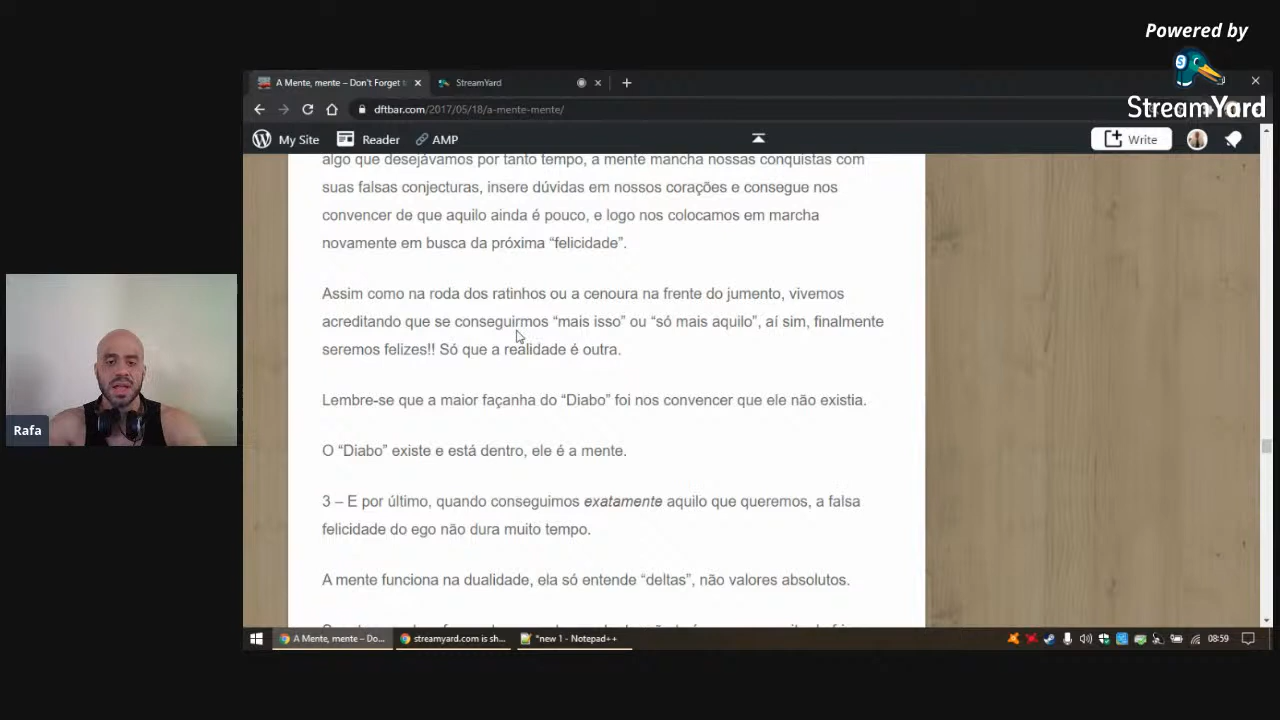 Powered by
StreamYard
A Mente, mente – Don't Forget
StreamYard
dftbar.com/2017/05/18/a-mente-mente/
My Site
Reader
AMP
Write
algo que desejávamos por tanto tempo, a mente mancha nossas conquistas com
suas falsas conjecturas, insere dúvidas em nossos corações e consegue nos
convencer de que aquilo ainda é pouco, e logo nos colocamos em marcha
novamente em busca da próxima “felicidade”.
Assim como na roda dos ratinhos ou a cenoura na frente do jumento, vivemos
acreditando que se conseguirmos “mais isso” ou “só mais aquilo”, aí sim, finalmente
seremos felizes!! Só que a realidade é outra.
Lembre-se que a maior façanha do “Diabo” foi nos convencer que ele não existia.
O “Diabo” existe e está dentro, ele é a mente.
3 – E por último, quando conseguimos exatamente aquilo que queremos, a falsa
felicidade do ego não dura muito tempo.
A mente funciona na dualidade, ela só entende “deltas”, não valores absolutos.
Rafa
A Mente, mente – Do...
streamyard.com is sh...
*new 1 - Notepad++
08:59